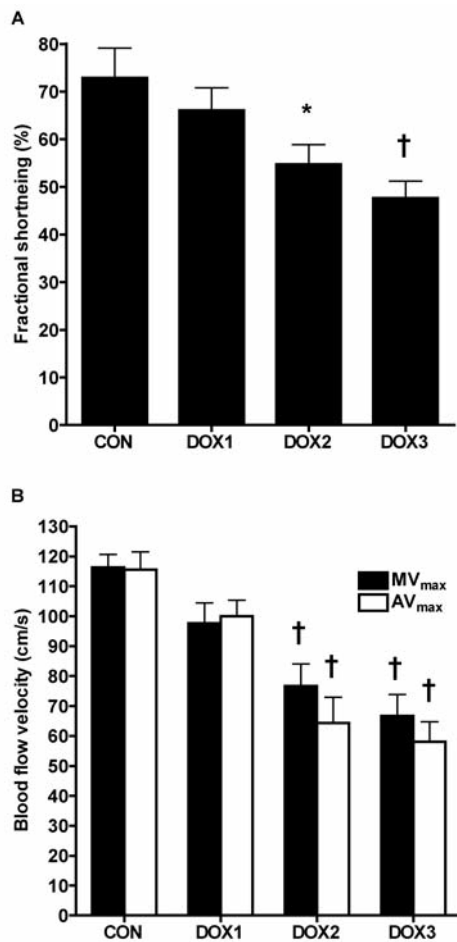 A
Fractional shortneing (%)
80
70
60
50
40
30
20
10
0
*
†
CON DOX1 DOX2 DOX3
B
Blood flow velocity (cm/s)
130
120
110
100
90
80
70
60
50
40
30
20
10
0
MVmax
AVmax
† † † †
CON DOX1 DOX2 DOX3